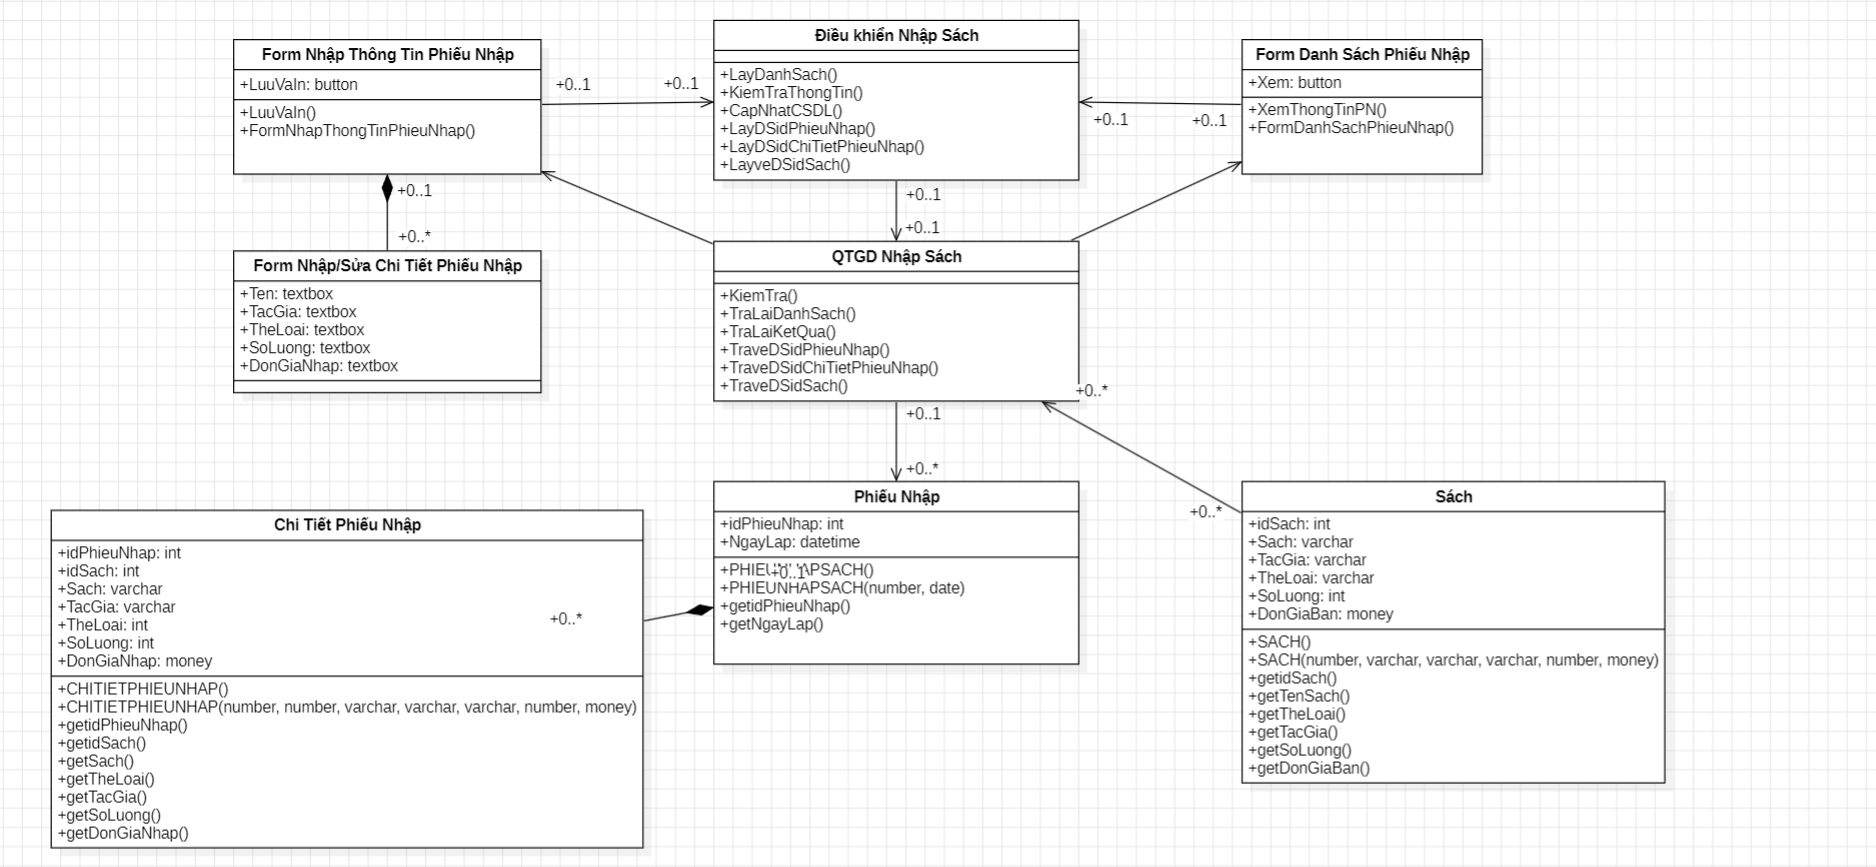 Form Nhập Thông Tin Phiếu Nhập
+LuuVaIn: button
+LuuVaIn()
+FormNhapThongTinPhieuNhap()
+0..1
+0..1
Điều khiển Nhập Sách
+LayDanhSach()
+KiemTraThongTin()
+CapNhatCSDL()
+LayDSidPhieuNhap()
+LayDSidChiTietPhieuNhap()
+LayveDSidSach()
+0..1
+0..1
Form Danh Sách Phiếu Nhập
+Xem: button
+XemThongTinPN()
+FormDanhSachPhieuNhap()
+0..1
+0..*
+0..1
+0..1
Form Nhập/Sửa Chi Tiết Phiếu Nhập
+Ten: textbox
+TacGia: textbox
+TheLoai: textbox
+SoLuong: textbox
+DonGiaNhap: textbox
QTGD Nhập Sách
+KiemTra()
+TraLaiDanhSach()
+TraLaiKetQua()
+TraveDSidPhieuNhap()
+TraveDSidChiTietPhieuNhap()
+TraveDSidSach()
+0..*
+0..1
+0..*
+0..*
Chi Tiết Phiếu Nhập
+idPhieuNhap: int
+idSach: int
+Sach: varchar
+TacGia: varchar
+TheLoai: int
+SoLuong: int
+DonGiaNhap: money
+CHITIETPHIEUNHAP()
+CHITIETPHIEUNHAP(number, number, varchar, varchar, varchar, number, money)
+getidPhieuNhap()
+getidSach()
+getSach()
+getTheLoai()
+getTacGia()
+getSoLuong()
+getDonGiaNhap()
+0..*
Phiếu Nhập
+idPhieuNhap: int
+NgayLap: datetime
+0..1
+PHIEUNHAPSACH(number, date)
+getidPhieuNhap()
+getNgayLap()
Sách
+idSach: int
+Sach: varchar
+TacGia: varchar
+TheLoai: varchar
+SoLuong: int
+DonGiaBan: money
+SACH()
+SACH(number, varchar, varchar, varchar, number, money)
+getidSach()
+getTenSach()
+getTheLoai()
+getTacGia()
+getSoLuong()
+getDonGiaBan()